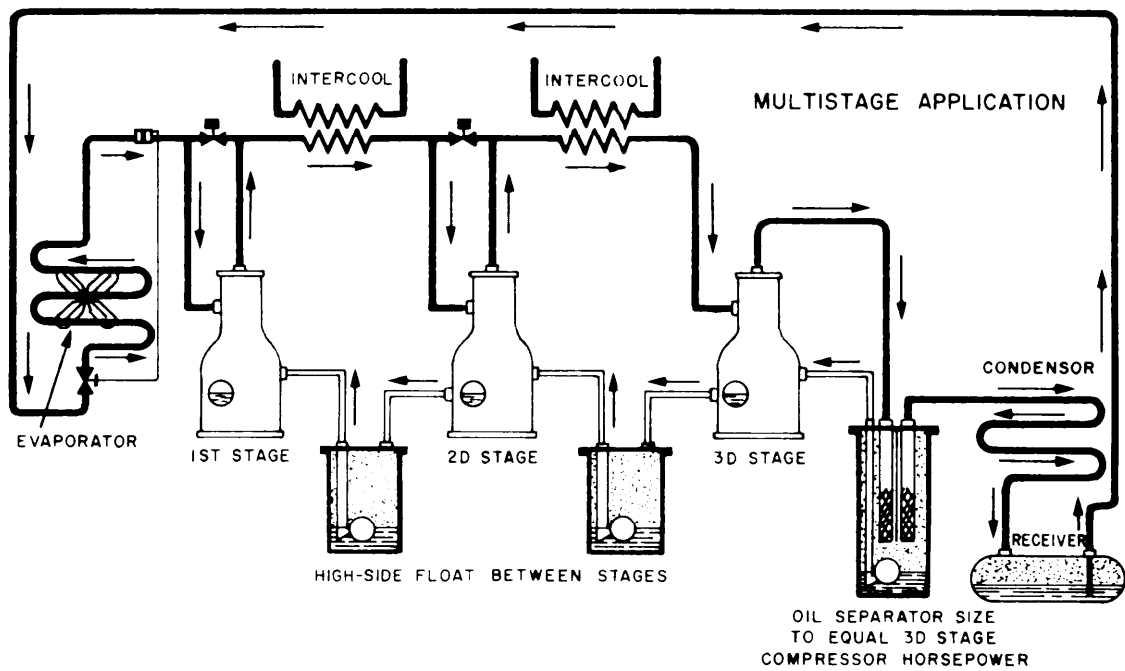 INTERCOOL
INTERCOOL
MULTISTAGE APPLICATION
CONDENSOR
EVAPORATOR
1ST STAGE
2D STAGE
3D STAGE
RECEIVER
HIGH-SIDE FLOAT BETWEEN STAGES
OIL SEPARATOR SIZE
TO EQUAL 3D STAGE
COMPRESSOR HORSEPOWER